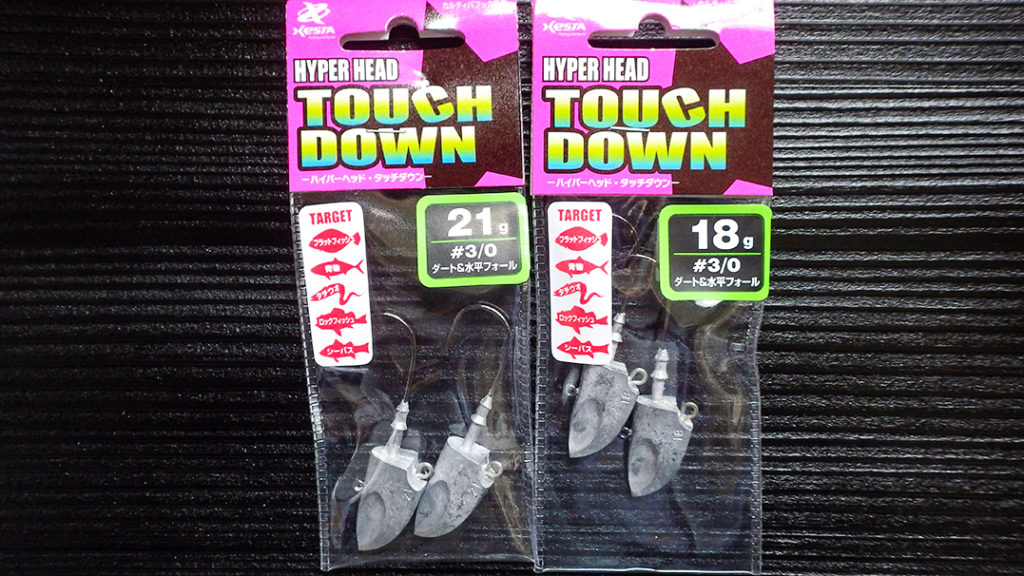 XESTA
HYPER HEAD
TOUCH
DOWN
ーハイパーヘッド・タッチダウンー
TARGET
フラットフィッシュ
青物
タチウオ
ロックフィッシュ
シーバス
21g
#3/0
ダート&水平フォール
XESTA
HYPER HEAD
TOUCH
DOWN
ーハイパーヘッド・タッチダウンー
TARGET
フラットフィッシュ
青物
タチウオ
ロックフィッシュ
シーバス
18g
#3/0
ダート&水平フォール